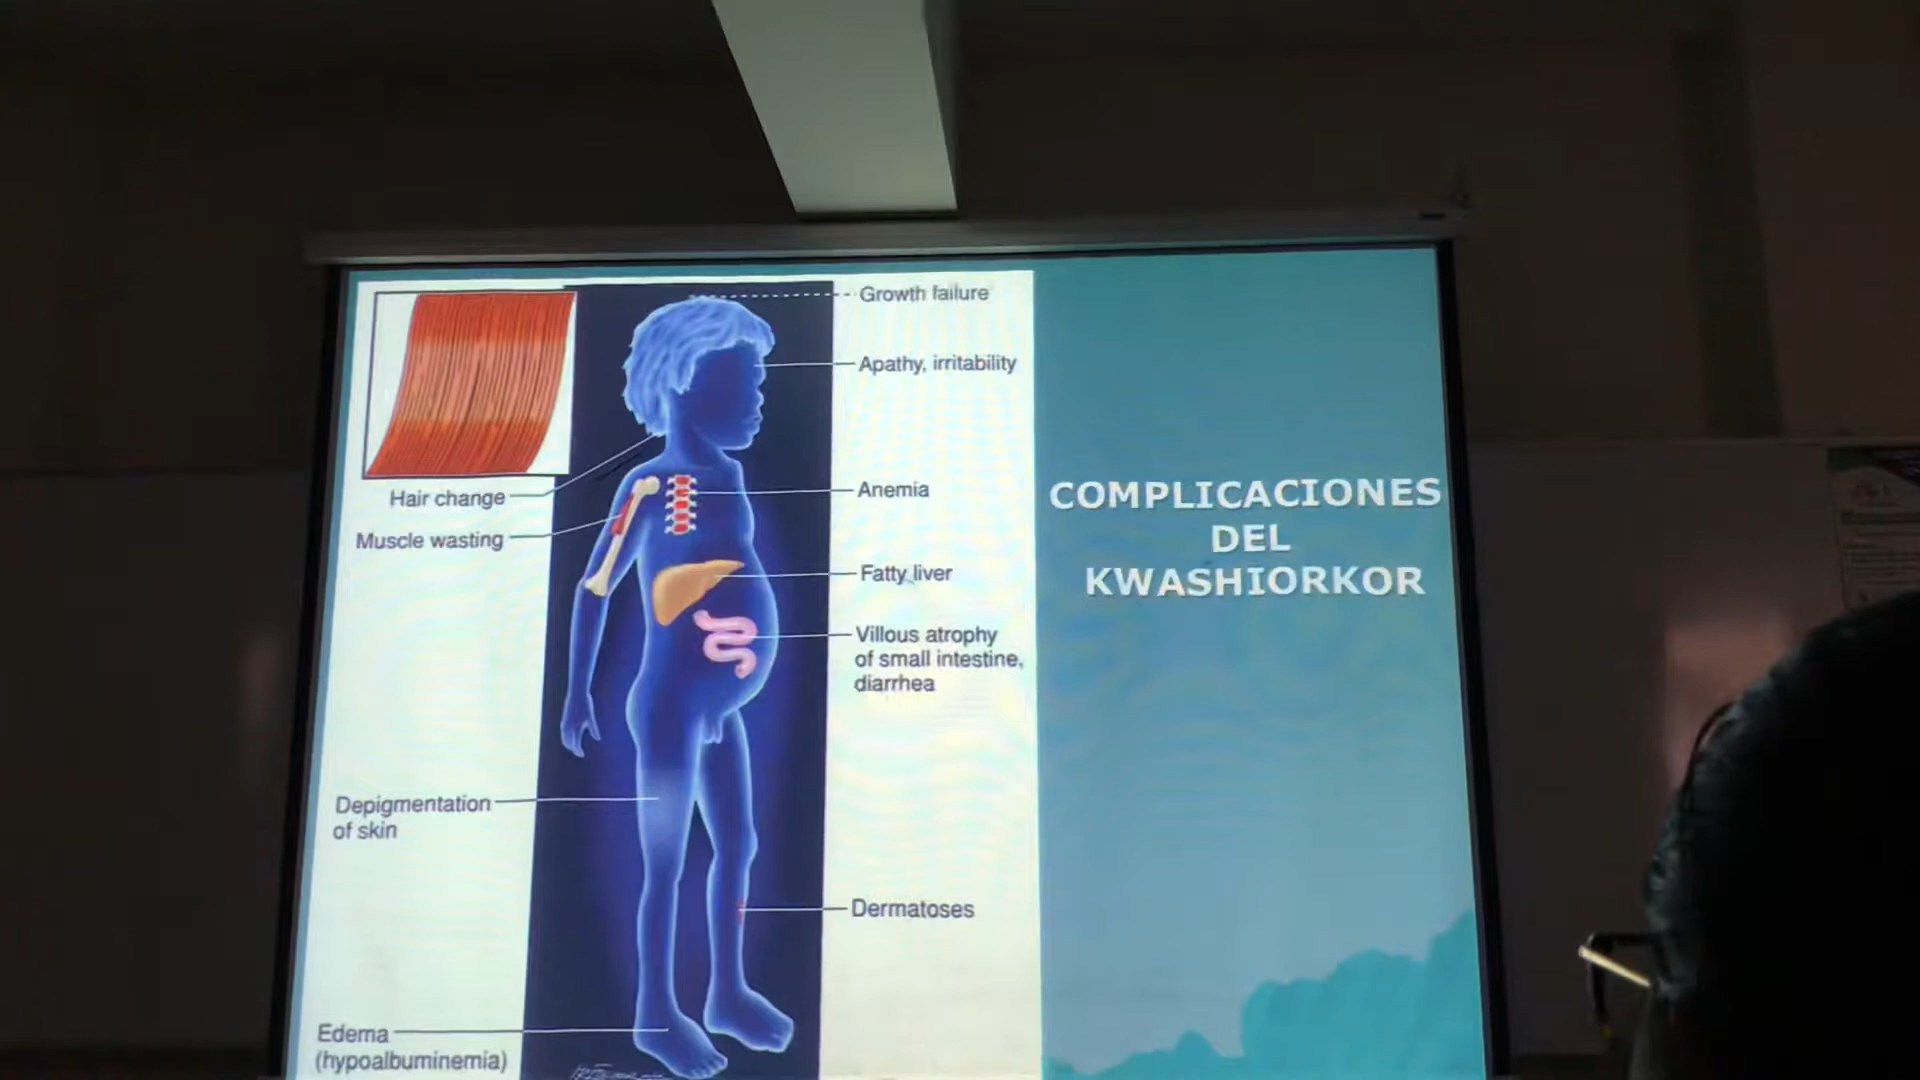 Growth failure
Apathy, irritability
Hair change
Muscle wasting
Anemia
Fatty liver
Villous atrophy
of small intestine,
diarrhea
Depigmentation
of skin
Dermatoses
Edema
(hypoalbuminemia)
COMPLICACIONES
DEL
KWASHIORKOR